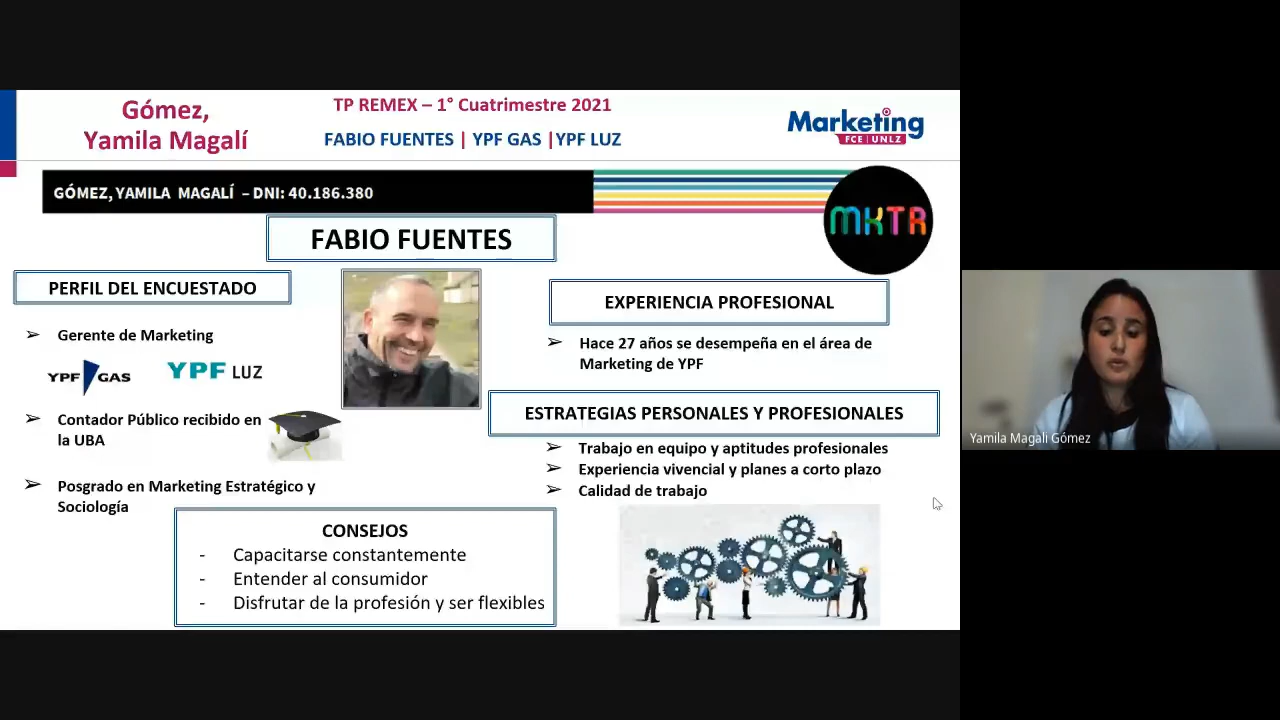 Gómez,
Yamila Magalí
TP REMEX – 1° Cuatrimestre 2021
FABIO FUENTES | YPF GAS |YPF LUZ
Marketing
FCE | UNLZ
GÓMEZ, YAMILA MAGALÍ – DNI: 40.186.380
MKTR
FABIO FUENTES
PERFIL DEL ENCUESTADO
➢ Gerente de Marketing
YPF GAS
YPF LUZ
➢ Contador Público recibido en
la UBA
➢ Posgrado en Marketing Estratégico y
Sociología
EXPERIENCIA PROFESIONAL
➢ Hace 27 años se desempeña en el área de
Marketing de YPF
ESTRATEGIAS PERSONALES Y PROFESIONALES
➢ Trabajo en equipo y aptitudes profesionales
➢ Experiencia vivencial y planes a corto plazo
➢ Calidad de trabajo
CONSEJOS
- Capacitarse constantemente
- Entender al consumidor
- Disfrutar de la profesión y ser flexibles
Yamila Magalí Gómez